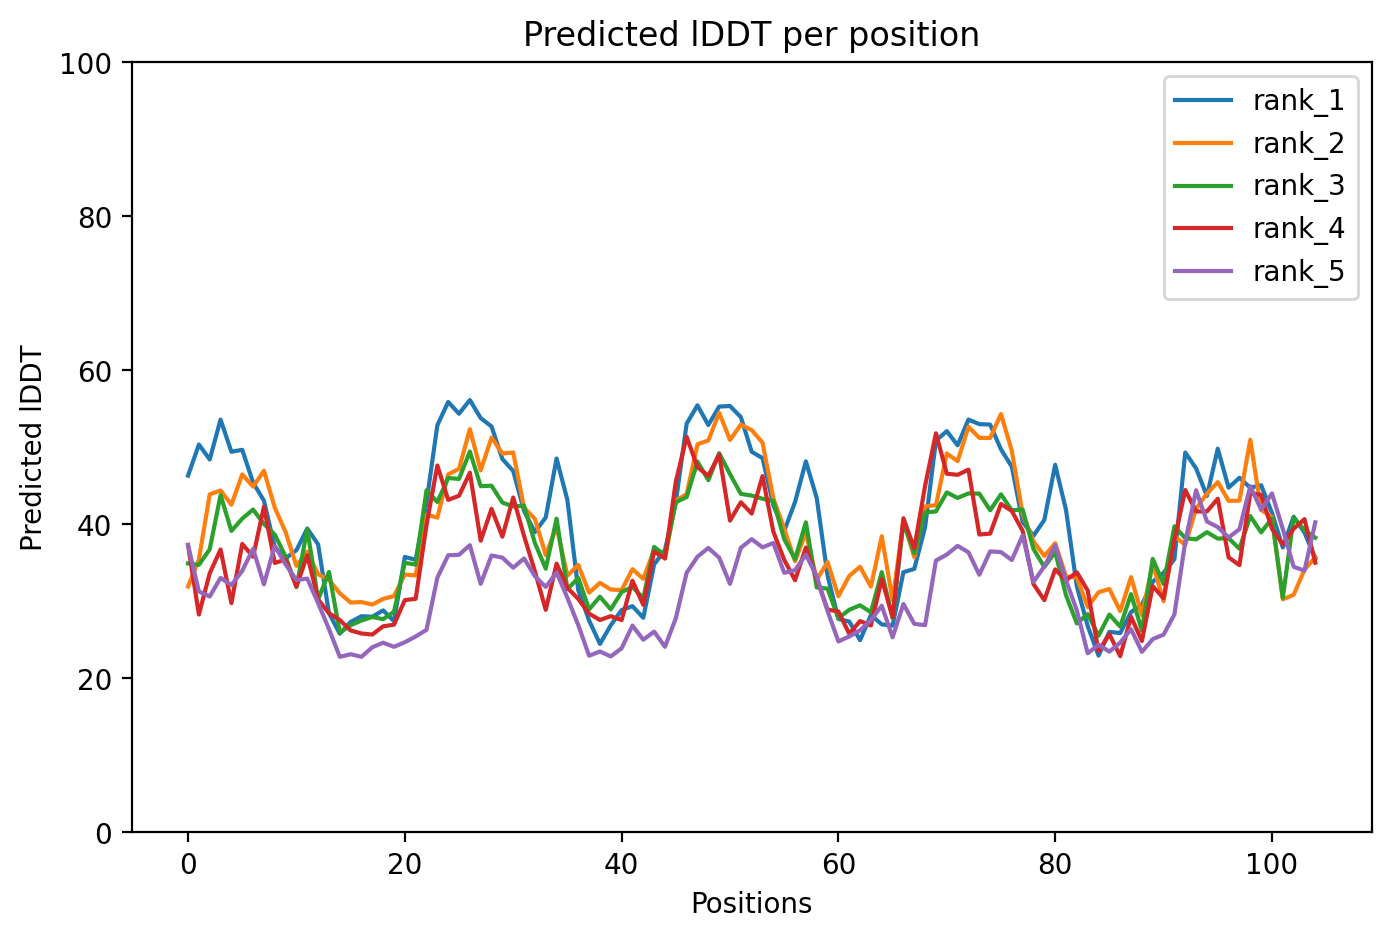 Predicted lDDT per position
100
80
60
40
20
0
Predicted lDDT
0 20 40 60 80 100
Positions
rank_1
rank_2
rank_3
rank_4
rank_5